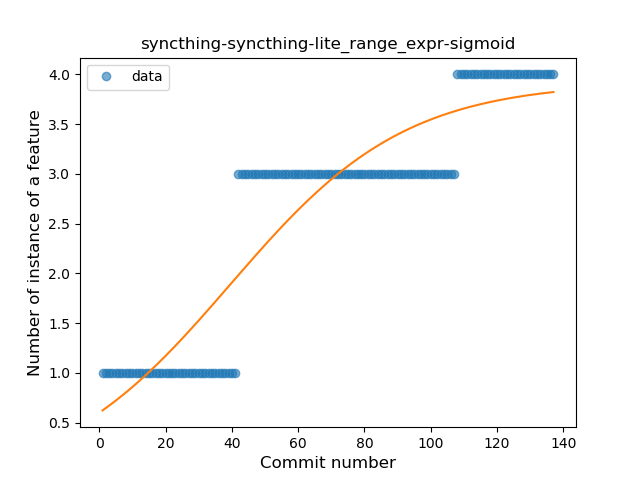 syncthing-syncthing-lite_range_expr-sigmoid
data
Number of instance of a feature
4.0
3.5
3.0
2.5
2.0
1.5
1.0
0.5
0 20 40 60 80 100 120 140
Commit number